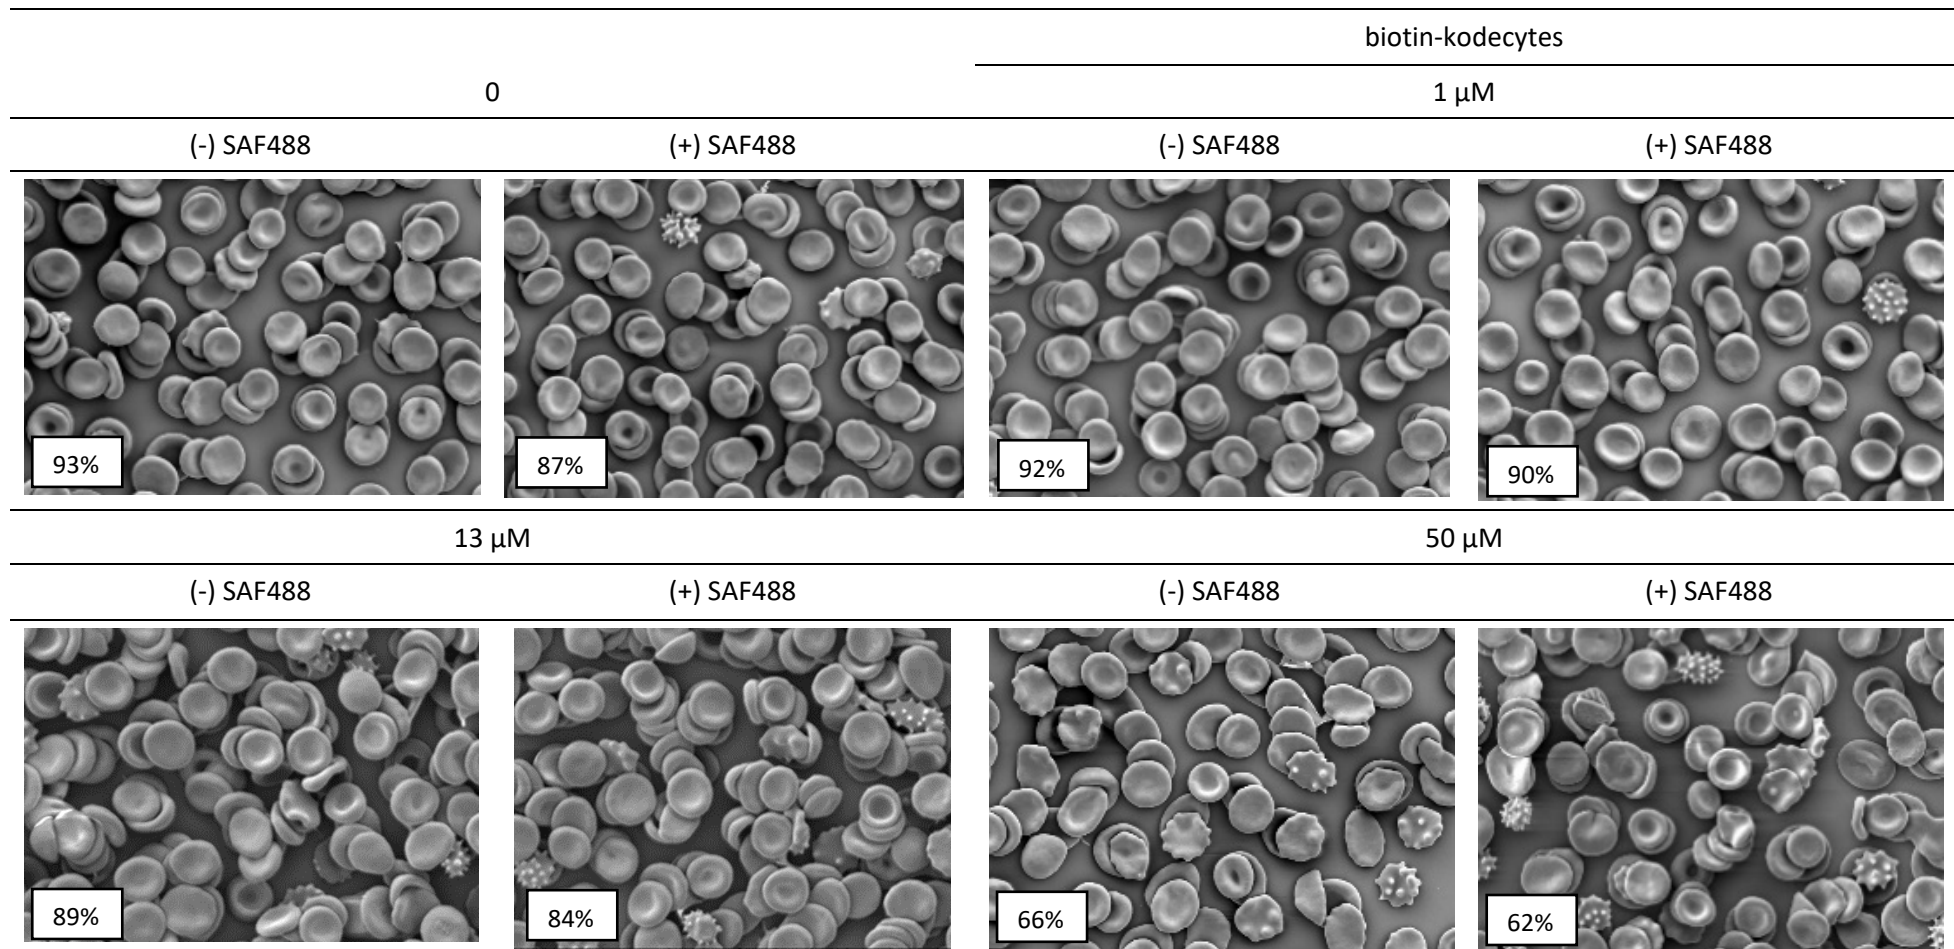 biotin-kodecytes
0
1 μM
(-) SAF488
(+) SAF488
(-) SAF488
(+) SAF488
93%
87%
92%
90%
13 μM
50 μM
(-) SAF488
(+) SAF488
(-) SAF488
(+) SAF488
89%
84%
66%
62%